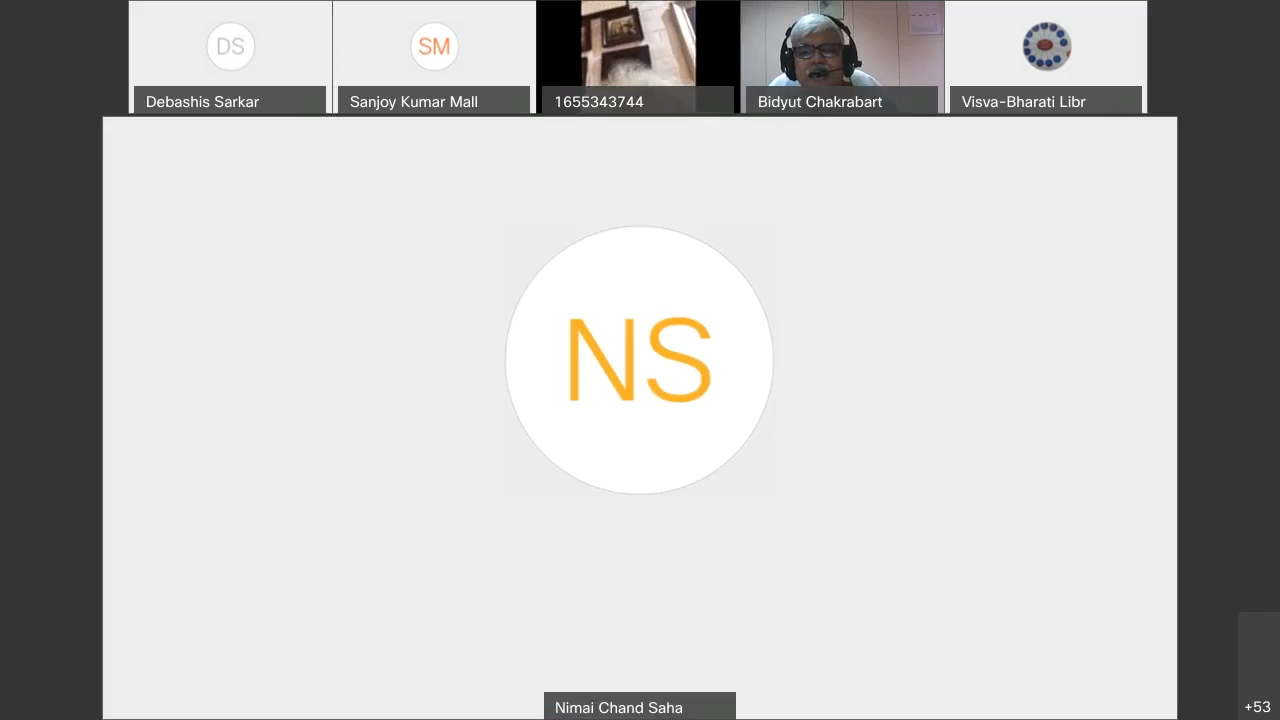 DS
SM
Debashis Sarkar
Sanjoy Kumar Mall
1655343744
Bidyut Chakrabart
Visva-Bharati Libr
NS
Nimai Chand Saha
+53